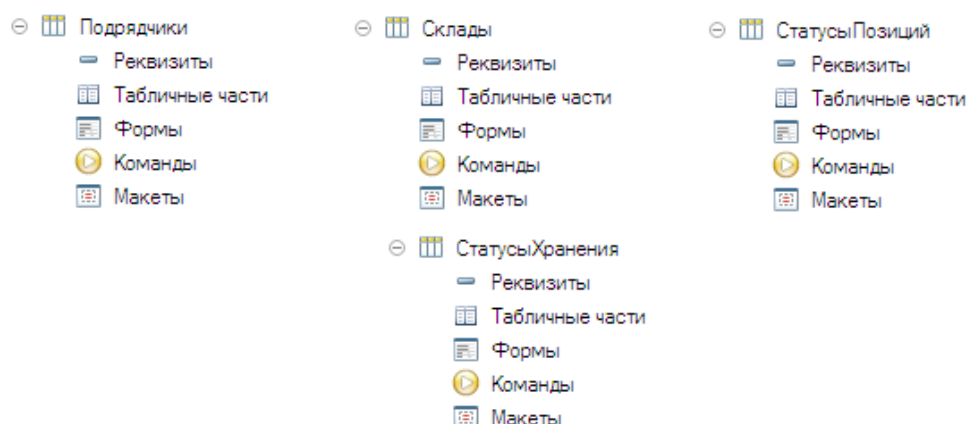 Подрядчики
Реквизиты
Табличные части
Формы
Команды
Макеты
Склады
Реквизиты
Табличные части
Формы
Команды
Макеты
СтатусыПозиций
Реквизиты
Табличные части
Формы
Команды
Макеты
СтатусыХранения
Реквизиты
Табличные части
Формы
Команды
Макеты